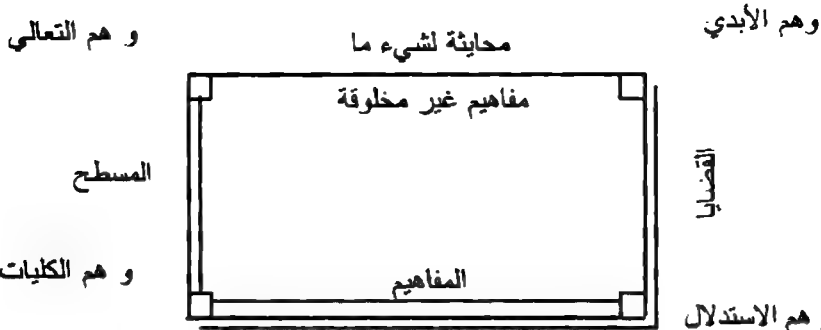 وهم الأبدي
و هم التعالي
محايثة لشيء ما
مفاهيم غير مخلوقة
القضايا
المسطح
و هم الكليات
المفاهيم
هم الاستدلال